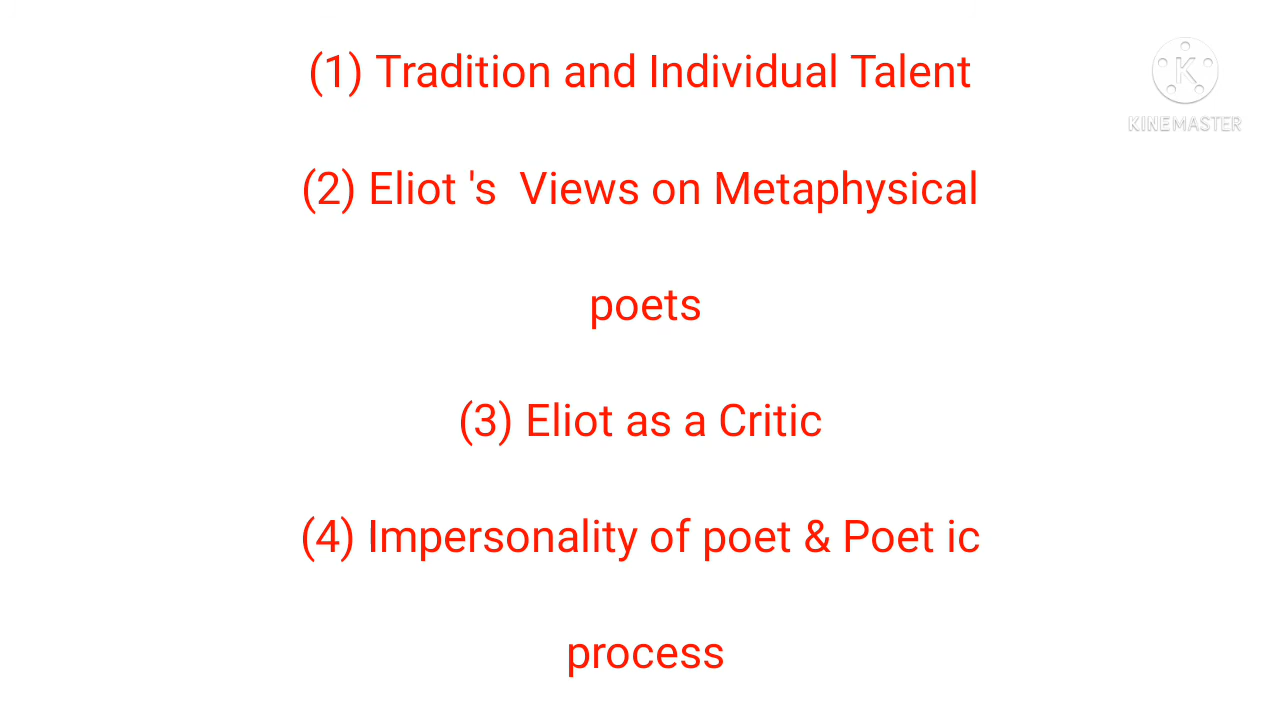 (1) Tradition and Individual Talent
KINEMASTER
(2) Eliot 's  Views on Metaphysical
poets
(3) Eliot as a Critic
(4) Impersonality of poet & Poet ic
process